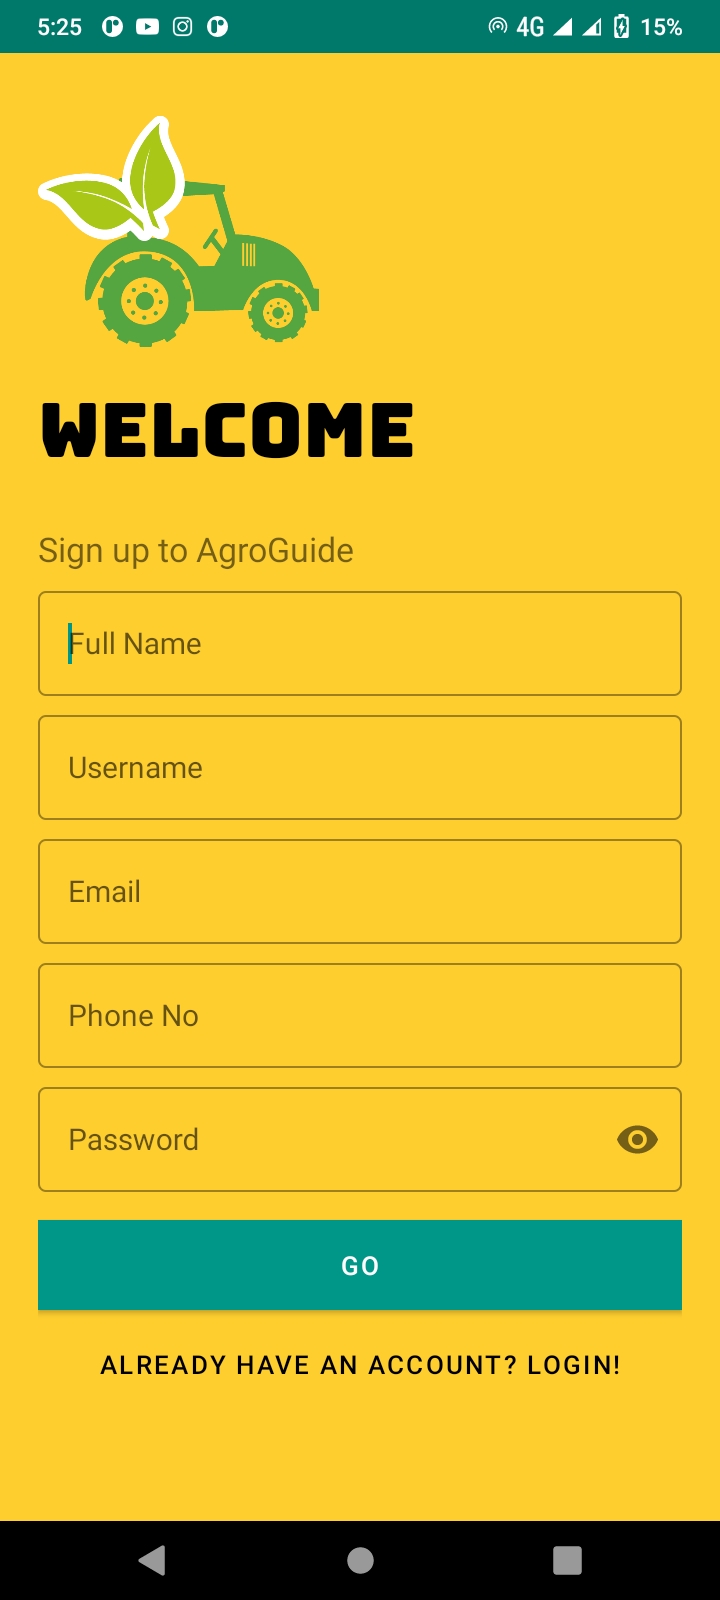 5:25 4G 15%
WELCOME
Sign up to AgroGuide
Full Name
Username
Email
Phone No
Password
GO
ALREADY HAVE AN ACCOUNT? LOGIN!